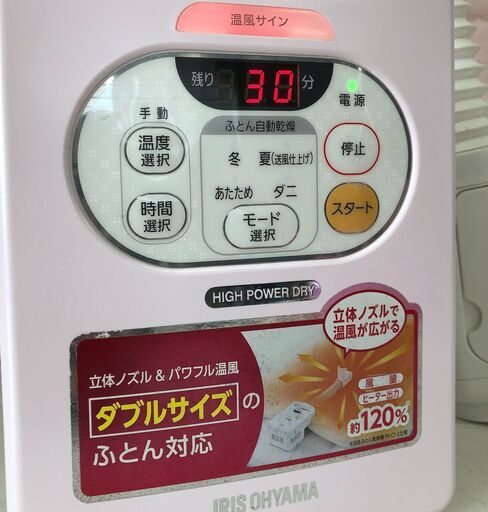 温風サイン
残り 30 分
電源
手動
ふとん自動乾燥
温度
選択
冬 夏(送風仕上げ)
停止
あたため ダニ
時間
選択
モード
選択
スタート
HIGH POWER DRY
立体ノズルで
温風が広がる
立体ノズル & パワフル温風
ダブルサイズの
ふとん対応
風量
ヒーター出力
約120%
IRIS OHYAMA